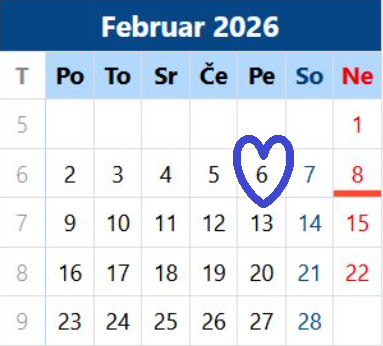 Februar 2026
T Po To Sr Če Pe So Ne
5 1
6 2 3 4 5 6 7 8
7 9 10 11 12 13 14 15
8 16 17 18 19 20 21 22
9 23 24 25 26 27 28